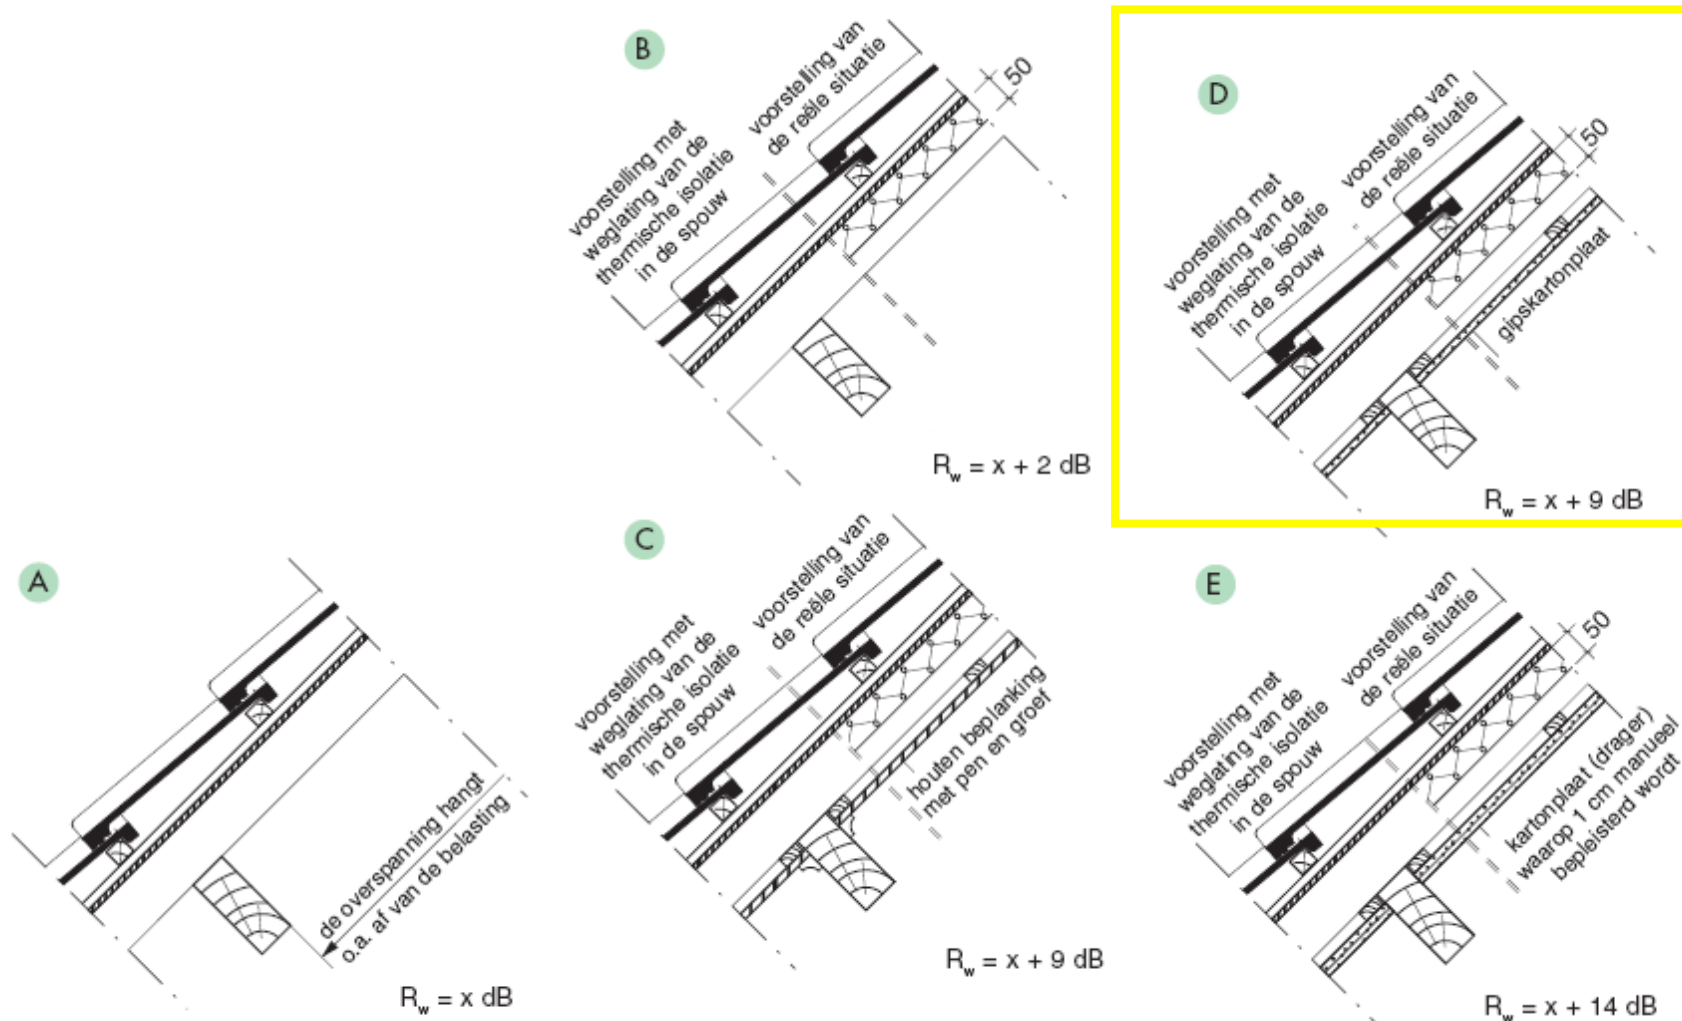 A
de overspanning hangt
o.a. af van de belasting
Rw = x dB
B
voorstelling met
weglating van de
thermische isolatie
in de spouw
voorstelling van
de reële situatie
50
Rw = x + 2 dB
C
voorstelling met
weglating van de
thermische isolatie
in de spouw
voorstelling van
de reële situatie
houten beplanking
met pen en groef
Rw = x + 9 dB
D
voorstelling met
weglating van de
thermische isolatie
in de spouw
voorstelling van
de reële situatie
50
gipskartonplaat
Rw = x + 9 dB
E
voorstelling met
weglating van de
thermische isolatie
in de spouw
voorstelling van
de reële situatie
50
kartonplaat (drager)
waarop 1 cm manueel
bepleisterd wordt
Rw = x + 14 dB